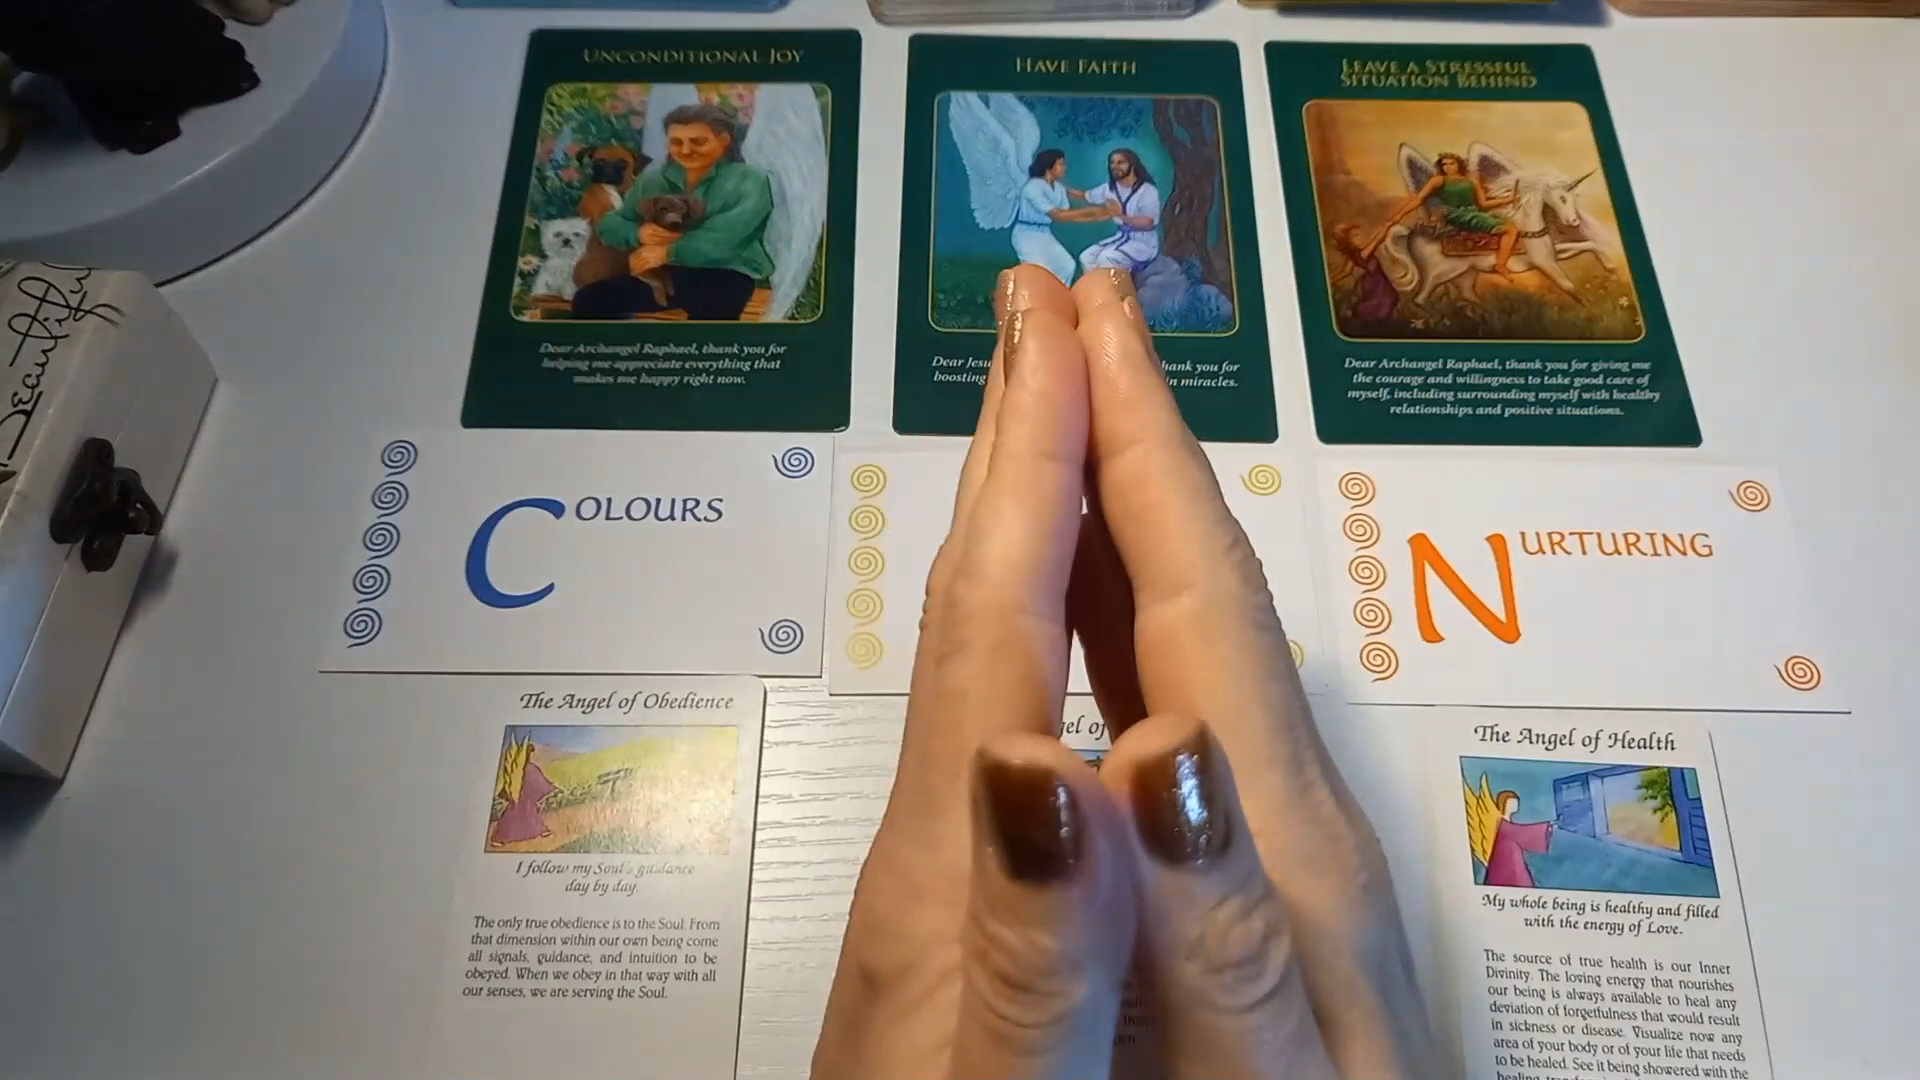 UNCONDITIONAL JOY
Dear Archangel Raphael, thank you for
helping me appreciate everything that
makes me happy right now.
HAVE FAITH
Dear Jesu
hank you for
boosting
in miracles.
LEAVE A STRESSFUL
SITUATION BEHIND
Dear Archangel Raphael, thank you for giving me
the courage and willingness to take good care of
myself, including surrounding myself with healthy
relationships and positive situations.
Beautiful
COLOURS
NURTURING
The Angel of Obedience
I follow my Soul's guidance
day by day.
The only true obedience is to the Soul. From
that dimension within our own being come
all signals, guidance, and intuition to be
obeyed. When we obey in that way with all
our senses, we are serving the Soul.
gel of
The Angel of Health
My whole being is healthy and filled
with the energy of Love.
The source of true health is our Inner
Divinity. The loving energy that nourishes
our being is always available to heal any
deviation of forgetfulness that would result
in sickness or disease. Visualize now any
area of your body or of your life that needs
to be healed. See it being showered with the
healing